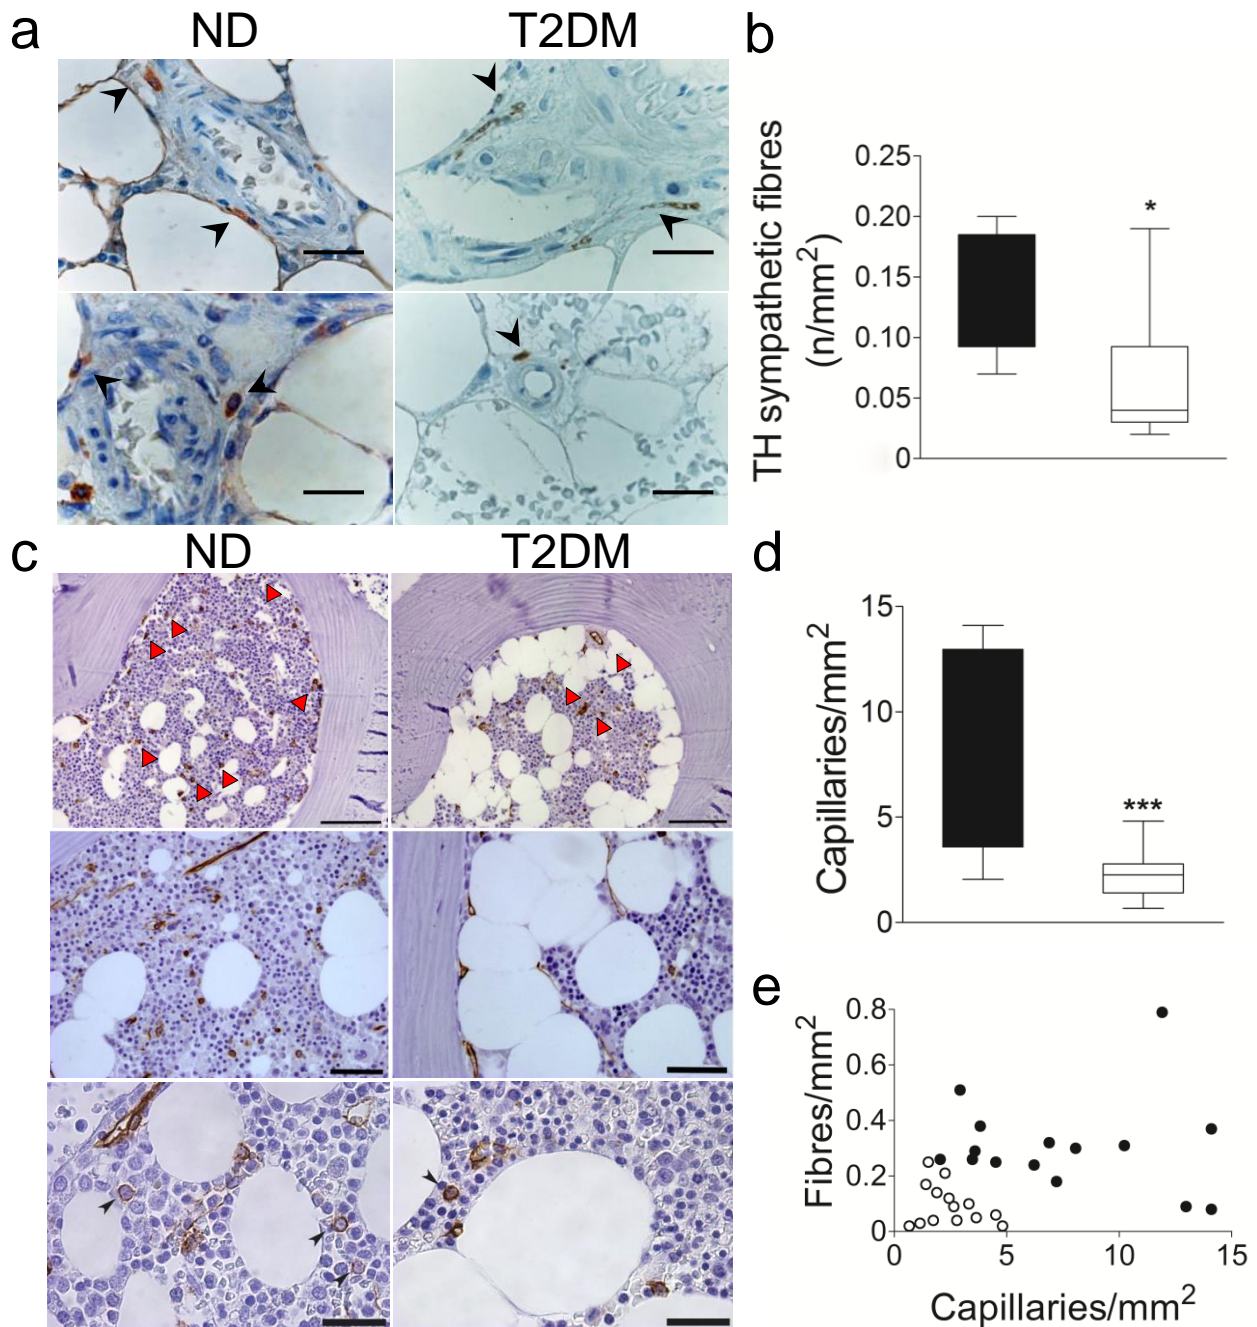 a
ND
T2DM
b
TH sympathetic fibres
(n/mm²)
0.25
0.20
0.15
0.10
0.05
0
*
c
ND
T2DM
d
Capillaries/mm²
15
10
5
0
***
e
Fibres/mm²
0.8
0.6
0.4
0.2
0
0
5
10
15
Capillaries/mm²